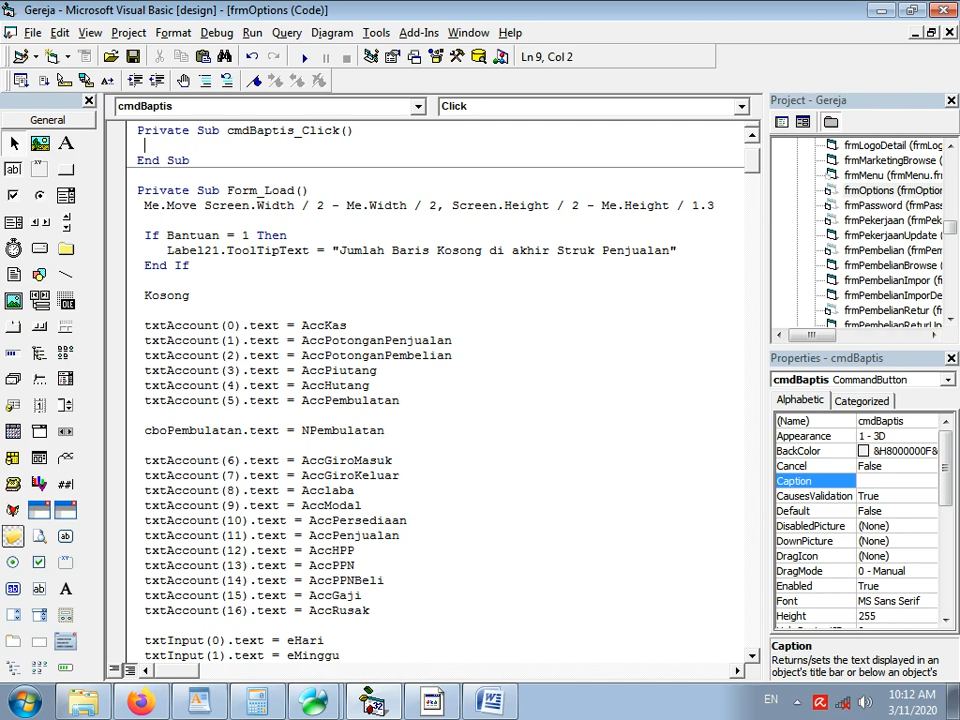 Gereja - Microsoft Visual Basic [design] - [frmOptions (Code)]
File Edit View Project Format Debug Run Query Diagram Tools Add-Ins Window Help
Ln 9, Col 2
General
cmdBaptis
Click
Private Sub cmdBaptis_Click()
End Sub
Private Sub Form_Load()
Me.Move Screen.Width / 2 - Me.Width / 2, Screen.Height / 2 - Me.Height / 1.3
If Bantuan = 1 Then
Label21.ToolTipText = "Jumlah Baris Kosong di akhir Struk Penjualan"
End If
Kosong
txtAccount(0).text = AccKas
txtAccount(1).text = AccPotonganPenjualan
txtAccount(2).text = AccPotonganPembelian
txtAccount(3).text = AccPiutang
txtAccount(4).text = AccHutang
txtAccount(5).text = AccPembulatan
cboPembulatan.text = NPembulatan
txtAccount(6).text = AccGiroMasuk
txtAccount(7).text = AccGiroKeluar
txtAccount(8).text = Acclaba
txtAccount(9).text = AccModal
txtAccount(10).text = AccPersediaan
txtAccount(11).text = AccPenjualan
txtAccount(12).text = AccHPP
txtAccount(13).text = AccPPN
txtAccount(14).text = AccPPNBeli
txtAccount(15).text = AccGaji
txtAccount(16).text = AccRusak
txtInput(0).text = eHari
txtInput(1).text = eMinggu
Project - Gereja
frmLogoDetail (frmLog
frmMarketingBrowse (
frmMenu (frmMenu.fr
frmOptions (frmOption
frmPassword (frmPas
frmPekerjaan (frmPek
frmPekerjaanUpdate (
frmPembelian (frmPem
frmPembelianBrowse (
frmPembelianImpor (f
frmPembelianImporDe
frmPembelianRetur (f
frmPembelianReturUp
Properties - cmdBaptis
cmdBaptis CommandButton
Alphabetic Categorized
(Name) cmdBaptis
Appearance 1 - 3D
BackColor &H8000000F&
Cancel False
Caption
CausesValidation True
Default False
DisabledPicture (None)
DownPicture (None)
DragIcon (None)
DragMode 0 - Manual
Enabled True
Font MS Sans Serif
Height 255
Caption
Returns/sets the text displayed in an object's title bar or below an object's
EN
10:12 AM
3/11/2020